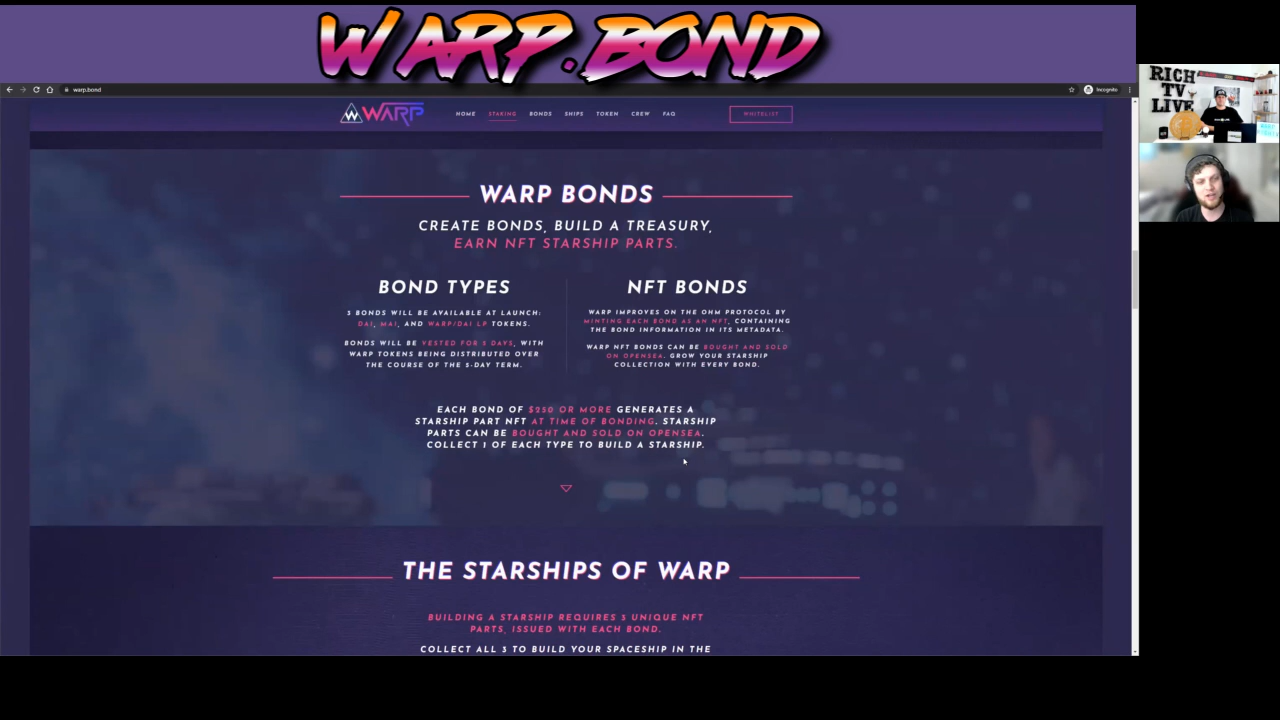 WARP.BOND
warp.bond
Incognito
WARP
HOME STAKING BONDS SHIPS TOKEN CREW FAQ
WHITELIST
RICH
TV
LIVE
WARP BONDS
CREATE BONDS, BUILD A TREASURY,
EARN NFT STARSHIP PARTS.
BOND TYPES
3 BONDS WILL BE AVAILABLE AT LAUNCH:
DAI, MAI, AND WARP/DAI LP TOKENS.
BONDS WILL BE VESTED FOR 5 DAYS, WITH
WARP TOKENS BEING DISTRIBUTED OVER
THE COURSE OF THE 5-DAY TERM.
NFT BONDS
WARP IMPROVES ON THE OHM PROTOCOL BY
MINTING EACH BOND AS AN NFT, CONTAINING
THE BOND INFORMATION IN ITS METADATA.
WARP NFT BONDS CAN BE BOUGHT AND SOLD
ON OPENSEA. GROW YOUR STARSHIP
COLLECTION WITH EVERY BOND.
EACH BOND OF $250 OR MORE GENERATES A
STARSHIP PART NFT AT TIME OF BONDING. STARSHIP
PARTS CAN BE BOUGHT AND SOLD ON OPENSEA.
COLLECT 1 OF EACH TYPE TO BUILD A STARSHIP.
THE STARSHIPS OF WARP
BUILDING A STARSHIP REQUIRES 3 UNIQUE NFT
PARTS, ISSUED WITH EACH BOND.
COLLECT ALL 3 TO BUILD YOUR SPACESHIP IN THE